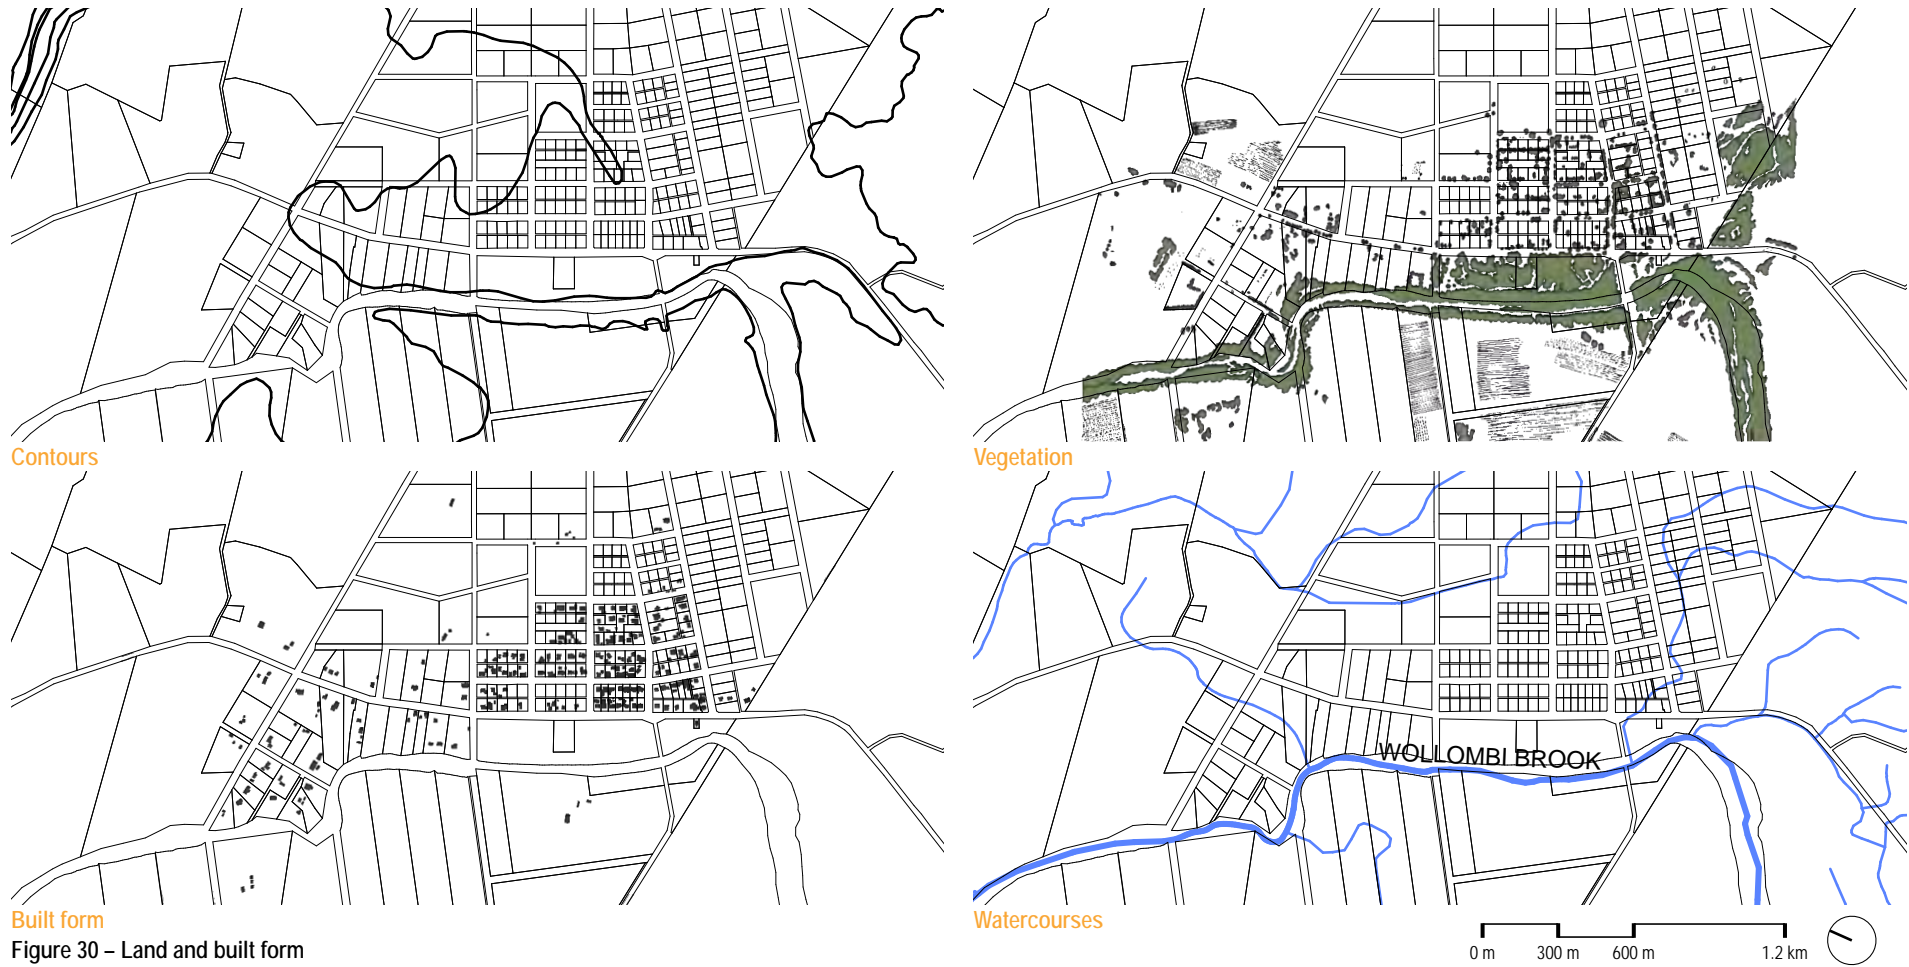 Contours
Vegetation
WOLLOMBI BROOK
Built form
Watercourses
Figure 30 – Land and built form
0 m 300 m 600 m 1.2 km